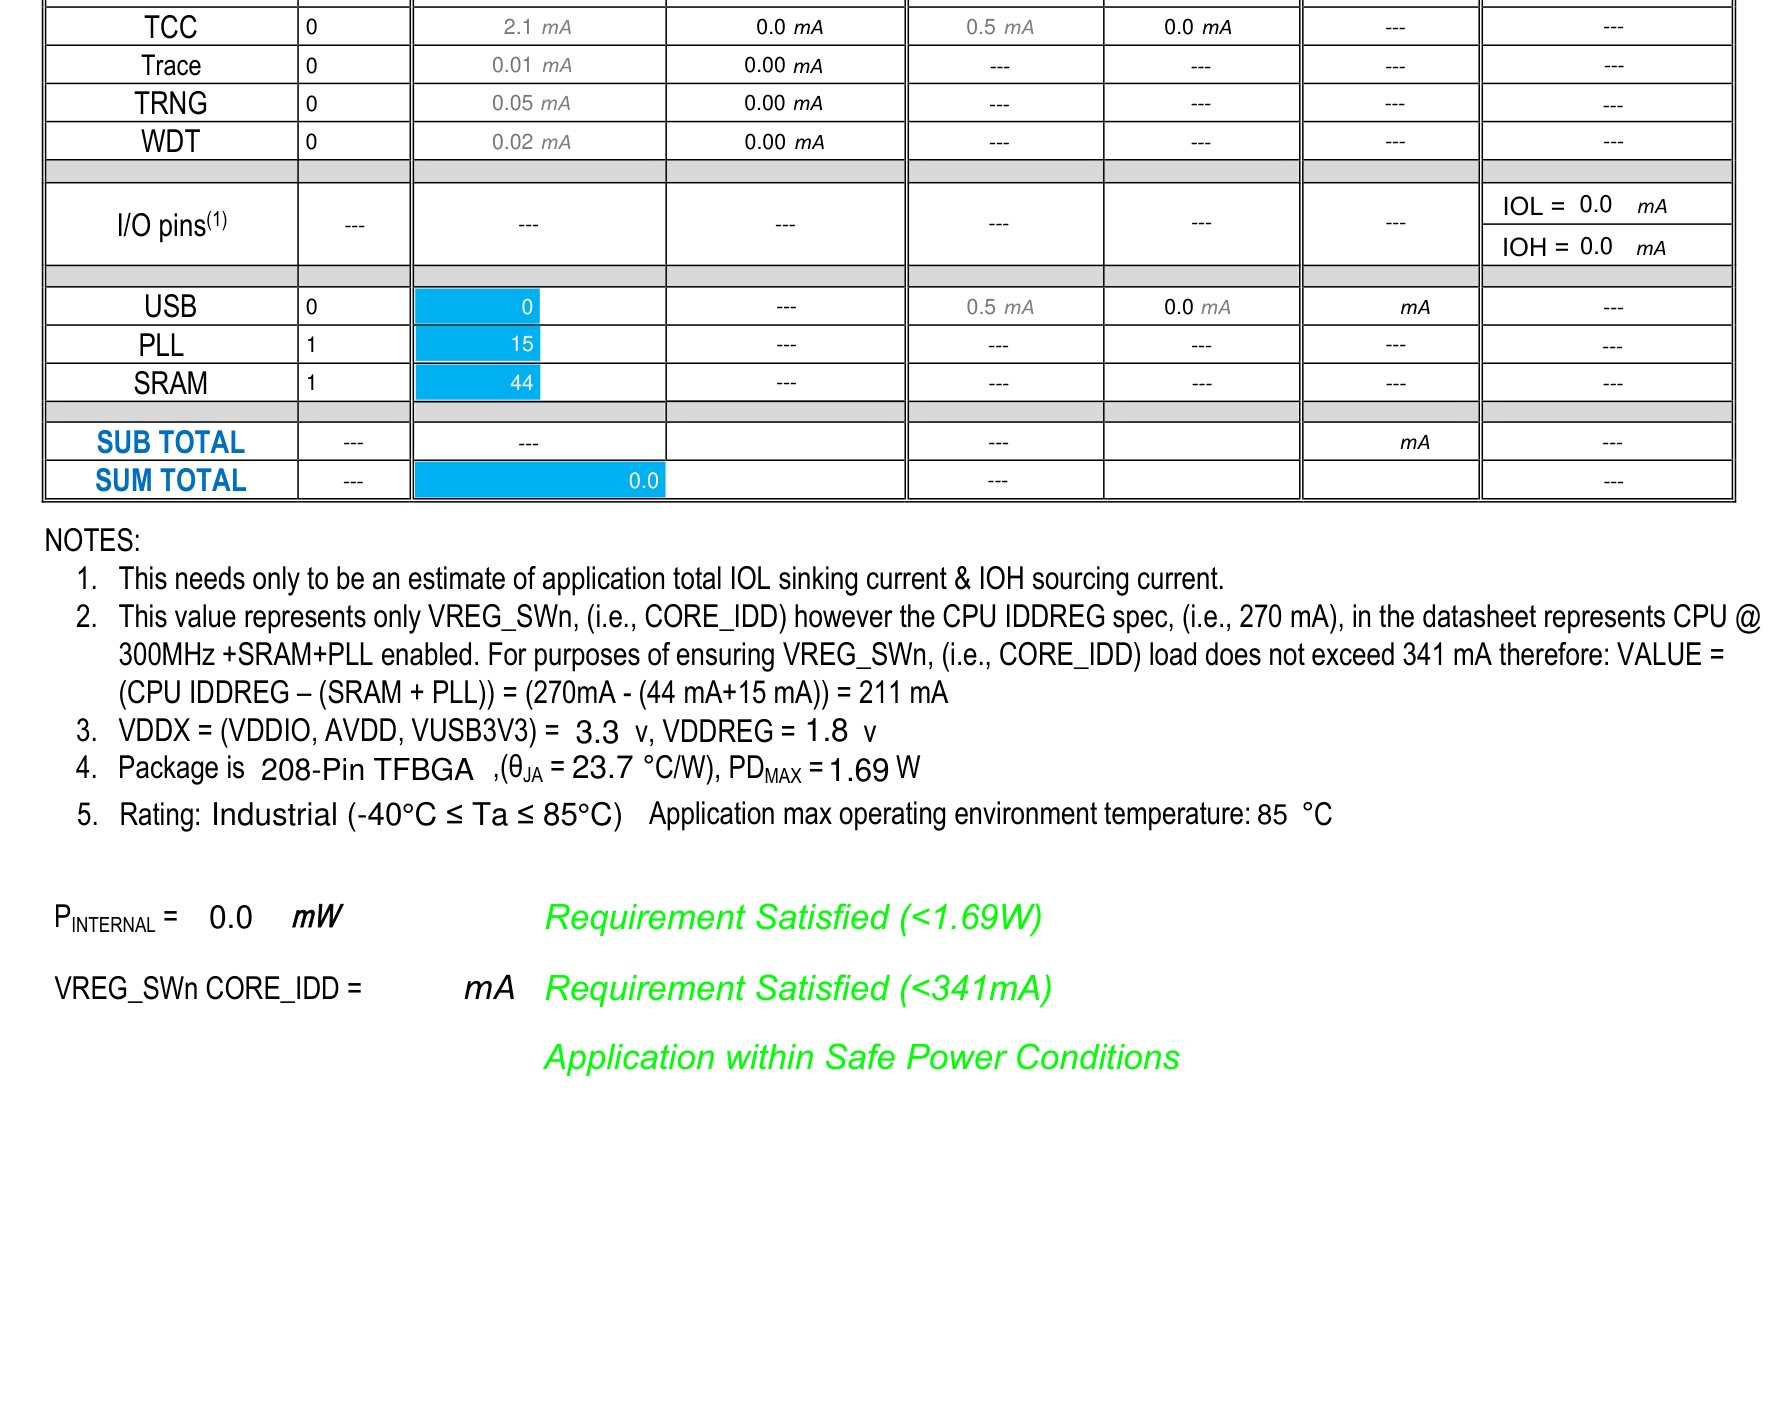 TCC 0 2.1 mA 0.0 mA 0.5 mA 0.0 mA --- ---
Trace 0 0.01 mA 0.00 mA --- --- --- ---
TRNG 0 0.05 mA 0.00 mA --- --- --- ---
WDT 0 0.02 mA 0.00 mA --- --- --- ---
I/O pins(1) --- --- --- --- --- --- IOL = 0.0 mA
IOH = 0.0 mA
USB 0 0 --- 0.5 mA 0.0 mA mA ---
PLL 1 15 --- --- --- --- ---
SRAM 1 44 --- --- --- --- ---
SUB TOTAL --- --- --- mA ---
SUM TOTAL --- 0.0 --- ---
NOTES:
1. This needs only to be an estimate of application total IOL sinking current & IOH sourcing current.
2. This value represents only VREG_SWn, (i.e., CORE_IDD) however the CPU IDDREG spec, (i.e., 270 mA), in the datasheet represents CPU @
300MHz +SRAM+PLL enabled. For purposes of ensuring VREG_SWn, (i.e., CORE_IDD) load does not exceed 341 mA therefore: VALUE =
(CPU IDDREG – (SRAM + PLL)) = (270mA - (44 mA+15 mA)) = 211 mA
3. VDDX = (VDDIO, AVDD, VUSB3V3) = 3.3 v, VDDREG = 1.8 v
4. Package is 208-Pin TFBGA ,(θJA = 23.7 °C/W), PDMAX = 1.69 W
5. Rating: Industrial (-40°C ≤ Ta ≤ 85°C) Application max operating environment temperature: 85 °C
PINTERNAL = 0.0 mW Requirement Satisfied (<1.69W)
VREG_SWn CORE_IDD = mA Requirement Satisfied (<341mA)
Application within Safe Power Conditions